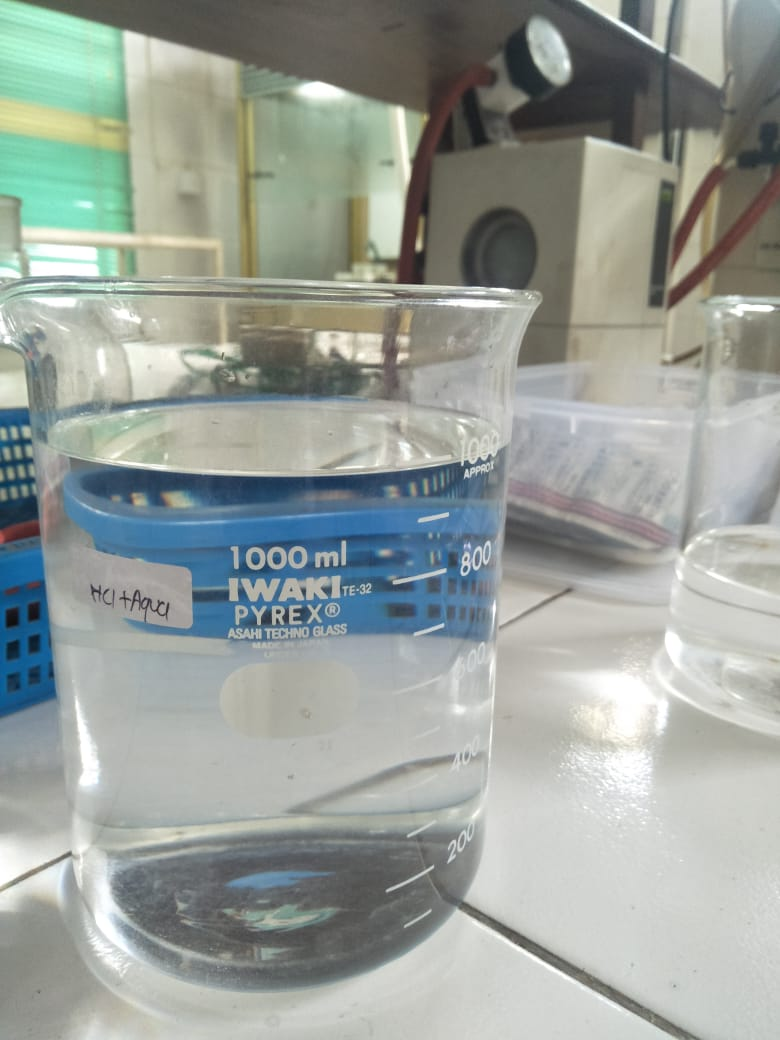 1000
APPROX
1000 ml
IWAKI TE-32
PYREX®
ASAHI TECHNO GLASS
MADE IN JAPAN
HCl + Aqua
800
600
400
200